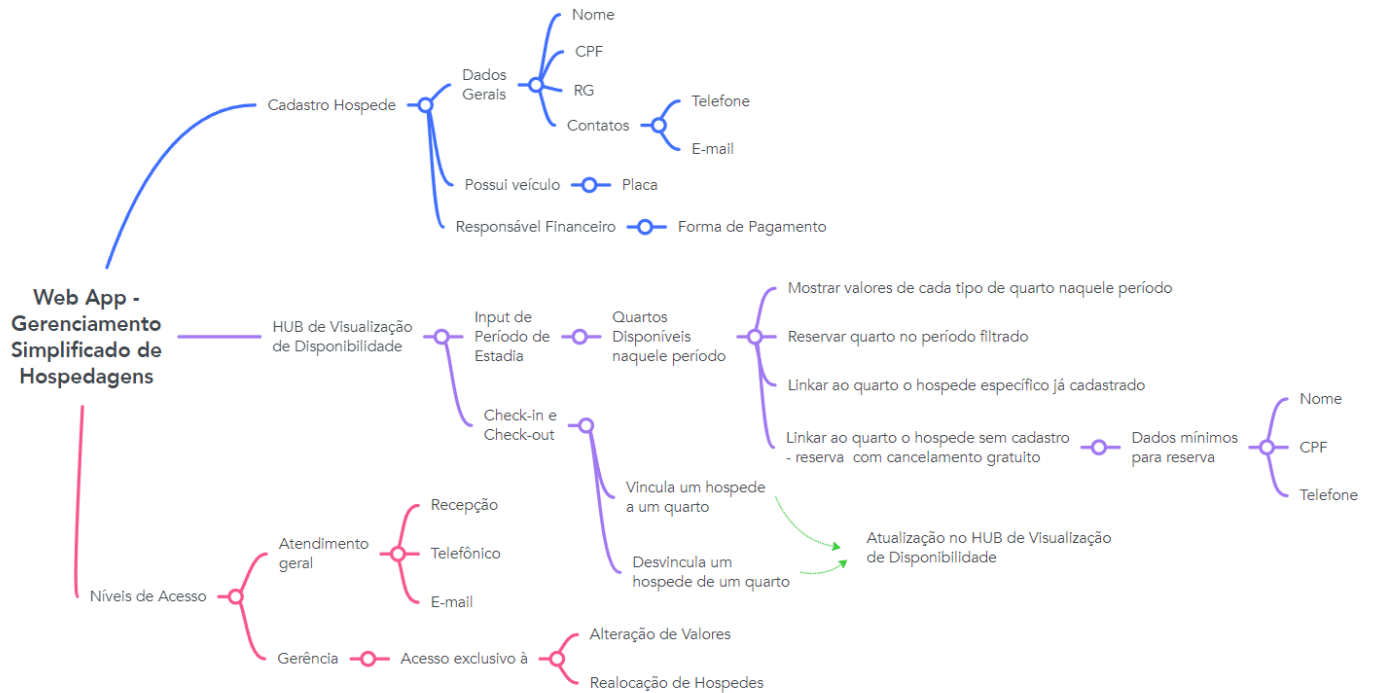 Web App -
Gerenciamento
Simplificado de
Hospedagens
Cadastro Hospede
Dados
Gerais
Nome
CPF
RG
Contatos
Telefone
E-mail
Possui veículo
Placa
Responsável Financeiro
Forma de Pagamento
HUB de Visualização
de Disponibilidade
Input de
Período de
Estadia
Quartos
Disponíveis
naquele período
Mostrar valores de cada tipo de quarto naquele período
Reservar quarto no período filtrado
Linkar ao quarto o hospede específico já cadastrado
Linkar ao quarto o hospede sem cadastro
- reserva com cancelamento gratuito
Dados mínimos
para reserva
Nome
CPF
Telefone
Check-in e
Check-out
Vincula um hospede
a um quarto
Desvincula um
hospede de um quarto
Atualização no HUB de Visualização
de Disponibilidade
Níveis de Acesso
Atendimento
geral
Recepção
Telefônico
E-mail
Gerência
Acesso exclusivo à
Alteração de Valores
Realocação de Hospedes